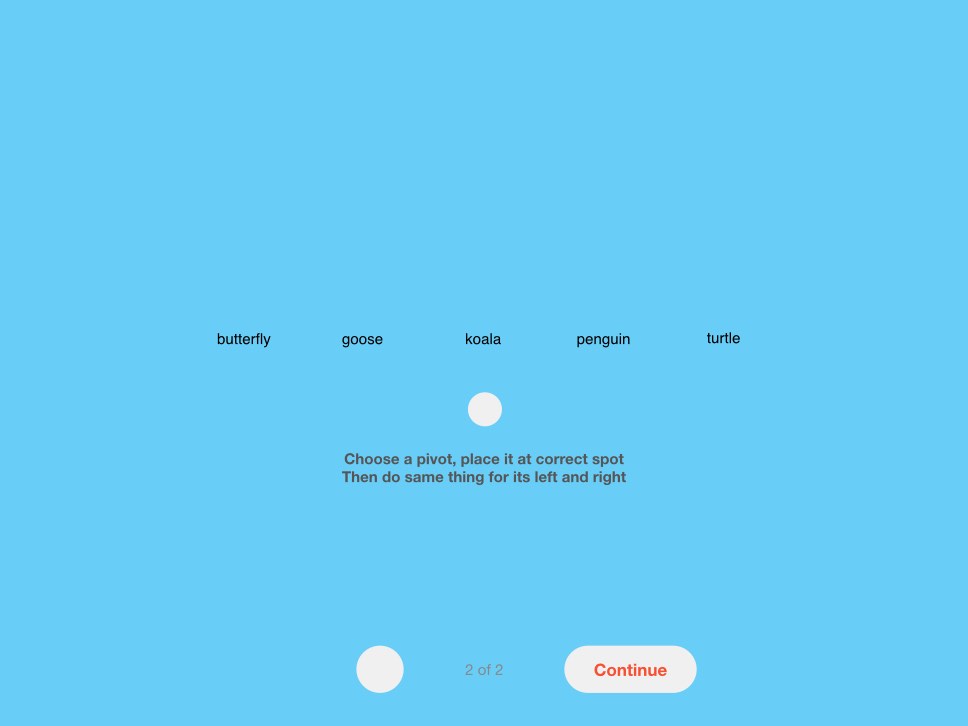 butterfly goose koala penguin turtle
Choose a pivot, place it at correct spot
Then do same thing for its left and right
2 of 2 Continue